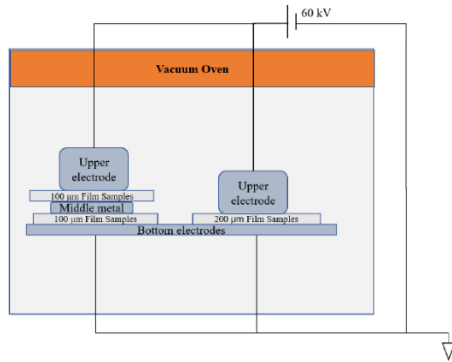 60 kV
Vacuum Oven
Upper
electrode
100 μm Film Samples
Middle metal
100 μm Film Samples
Upper
electrode
200 μm Film Samples
Bottom electrodes